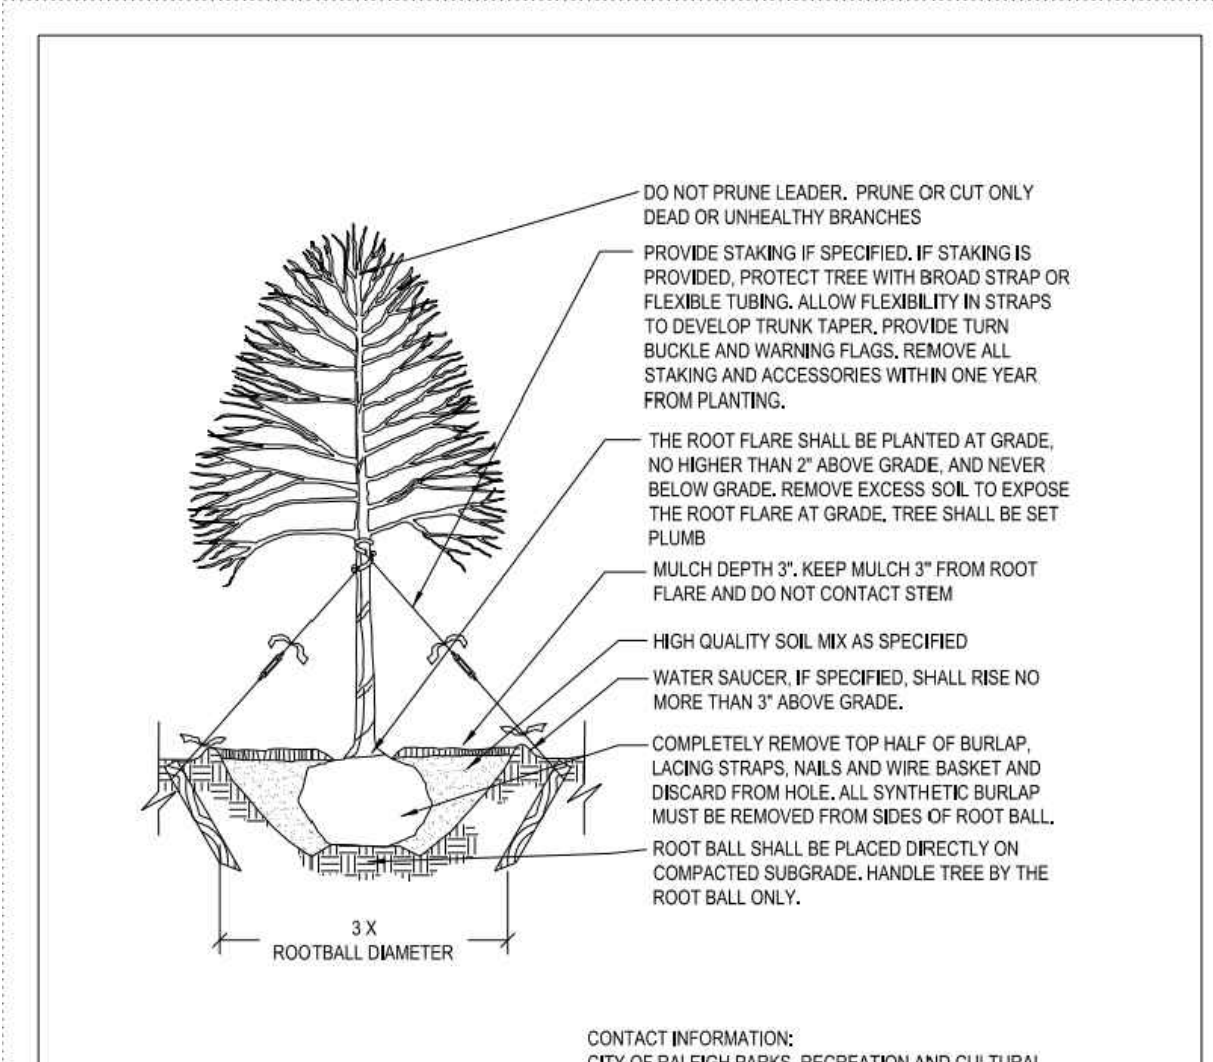 DO NOT PRUNE LEADER. PRUNE OR CUT ONLY
DEAD OR UNHEALTHY BRANCHES
PROVIDE STAKING IF SPECIFIED. IF STAKING IS
PROVIDED, PROTECT TREE WITH BROAD STRAP OR
FLEXIBLE TUBING. ALLOW FLEXIBILITY IN STRAPS
TO DEVELOP TRUNK TAPER. PROVIDE TURN
BUCKLE AND WARNING FLAGS. REMOVE ALL
STAKING AND ACCESSORIES WITHIN ONE YEAR
FROM PLANTING.
THE ROOT FLARE SHALL BE PLANTED AT GRADE,
NO HIGHER THAN 2" ABOVE GRADE, AND NEVER
BELOW GRADE. REMOVE EXCESS SOIL TO EXPOSE
THE ROOT FLARE AT GRADE. TREE SHALL BE SET
PLUMB
MULCH DEPTH 3". KEEP MULCH 3" FROM ROOT
FLARE AND DO NOT CONTACT STEM
HIGH QUALITY SOIL MIX AS SPECIFIED
WATER SAUCER, IF SPECIFIED, SHALL RISE NO
MORE THAN 3" ABOVE GRADE.
COMPLETELY REMOVE TOP HALF OF BURLAP,
LACING STRAPS, NAILS AND WIRE BASKET AND
DISCARD FROM HOLE. ALL SYNTHETIC BURLAP
MUST BE REMOVED FROM SIDES OF ROOT BALL.
ROOT BALL SHALL BE PLACED DIRECTLY ON
COMPACTED SUBGRADE. HANDLE TREE BY THE
ROOT BALL ONLY.
3 X
ROOTBALL DIAMETER
CONTACT INFORMATION:
CITY OF RALEIGH PARKS, RECREATION AND CULTURAL